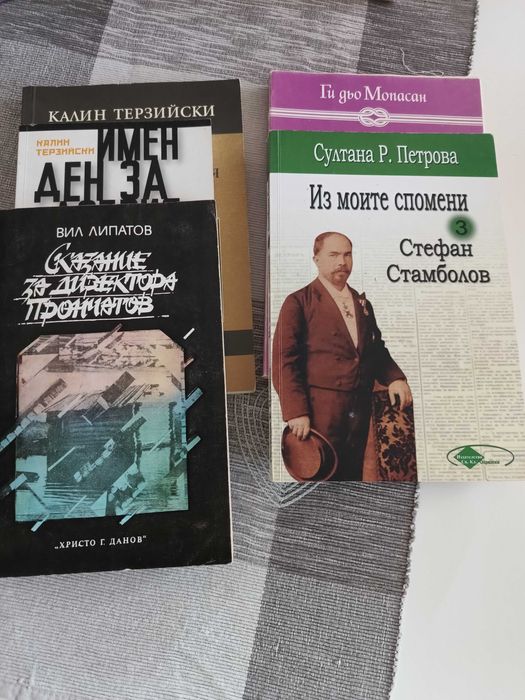 КАЛИН ТЕРЗИЙСКИ
КАЛИН
ТЕРЗИЙСКИ
ИМЕН
ДЕН ЗА
ВИЛ ЛИПАТОВ
Сказание
за директора
Прончатов
„ХРИСТО Г. ДАНОВ"
Ги дьо Мопасан
Султана Р. Петрова
Из моите спомени
3
Стефан
Стамболов